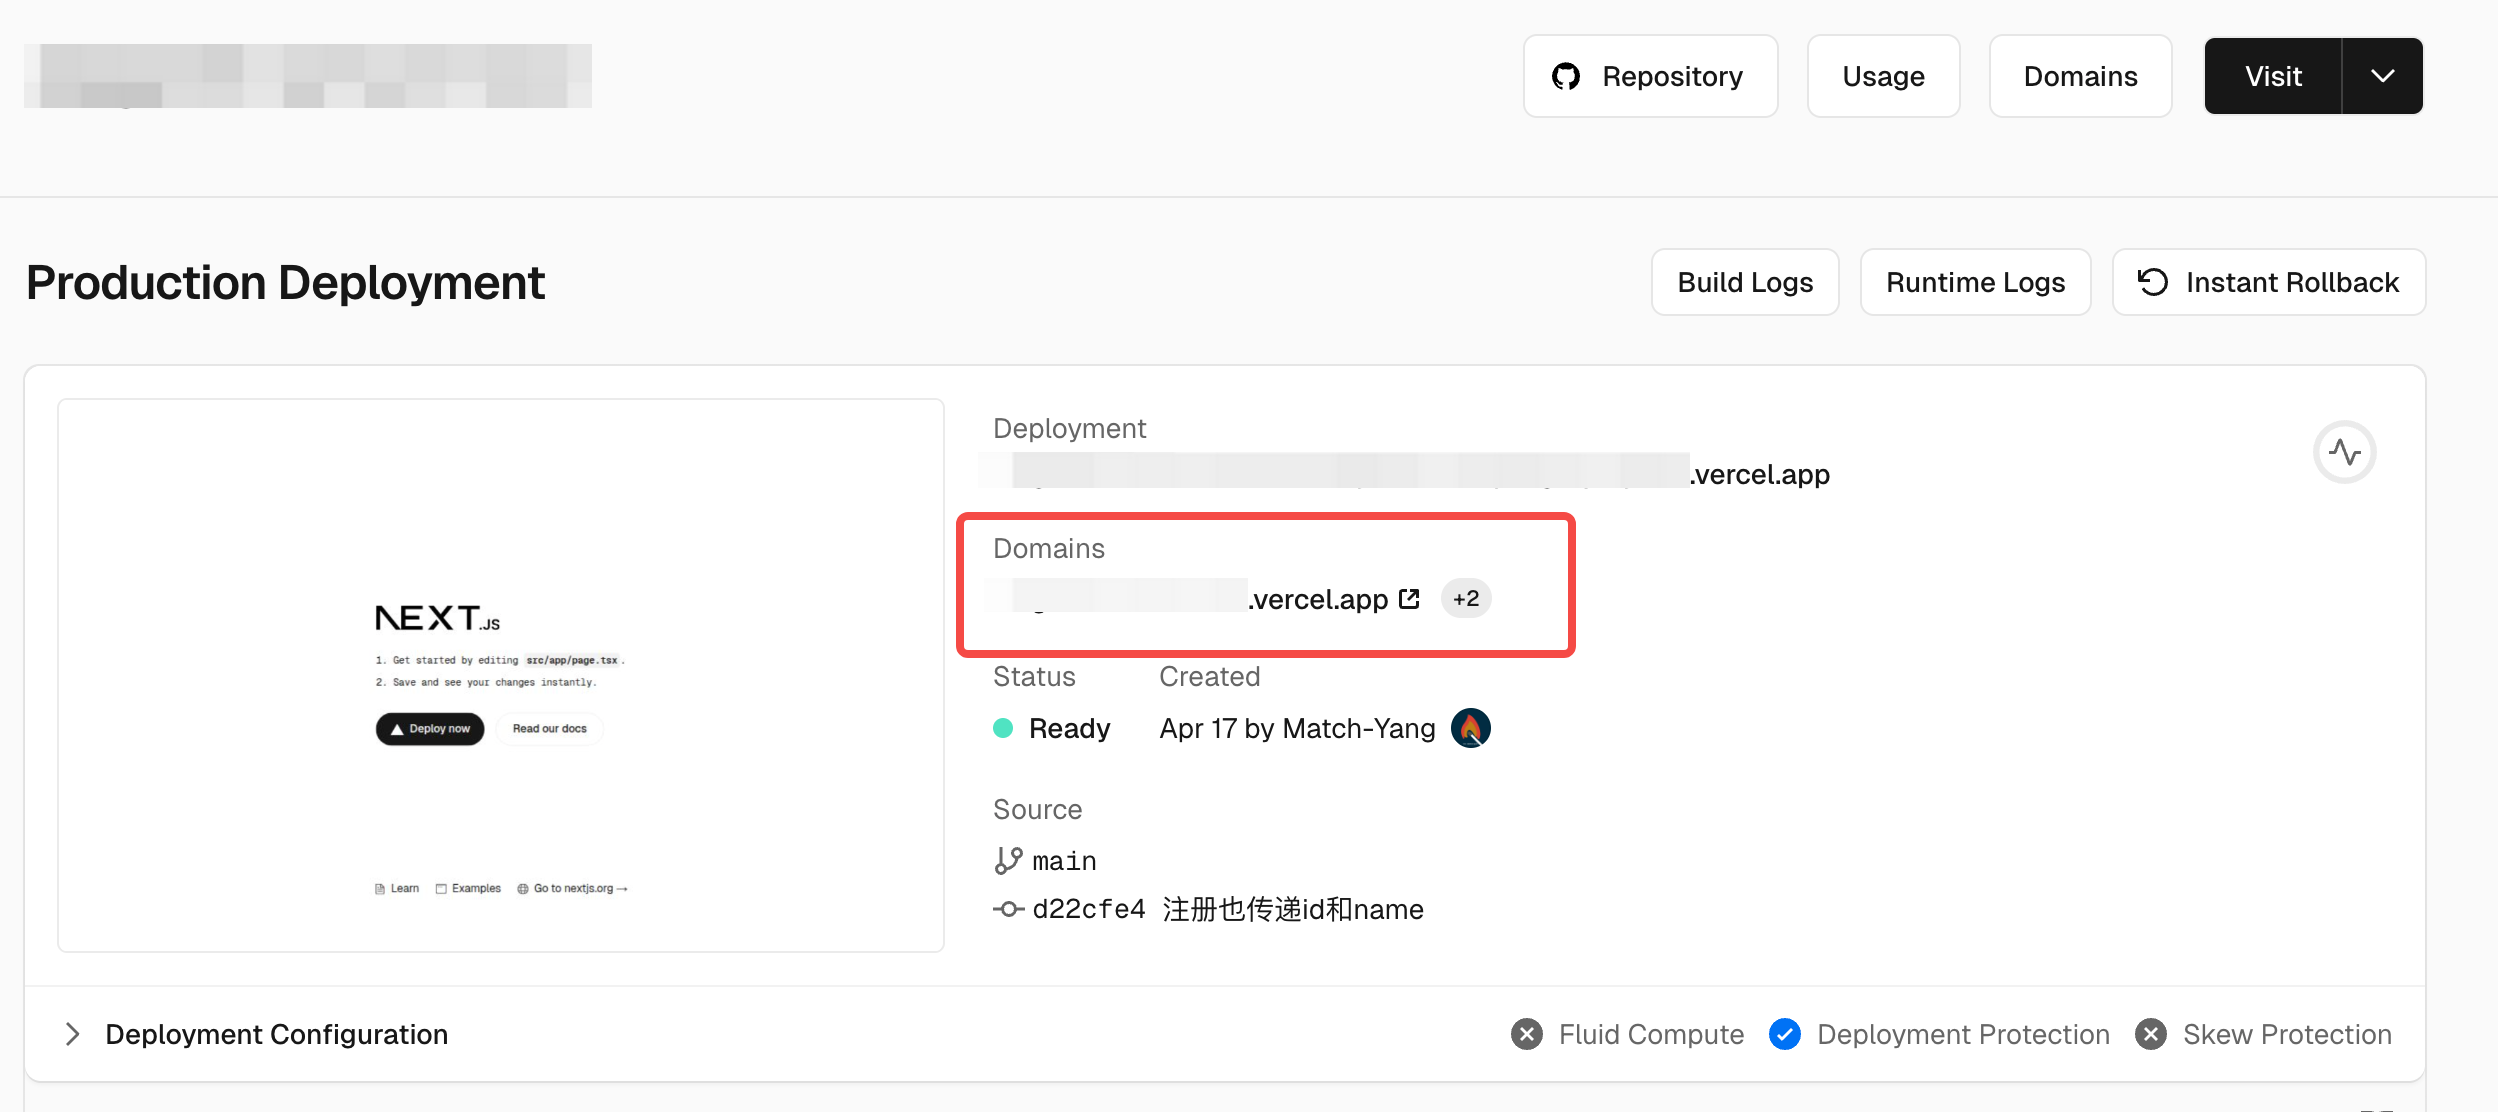 Repository Usage Domains Visit
Production Deployment
Build Logs Runtime Logs Instant Rollback
NEXT.JS
1. Get started by editing src/app/page.tsx.
2. Save and see your changes instantly.
Deploy now Read our docs
Learn Examples Go to nextjs.org →
Deployment
.vercel.app
Domains
.vercel.app +2
Status Created
Ready Apr 17 by Match-Yang
Source
main
d22cfe4 注册也传递id和name
Deployment Configuration
Fluid Compute Deployment Protection Skew Protection